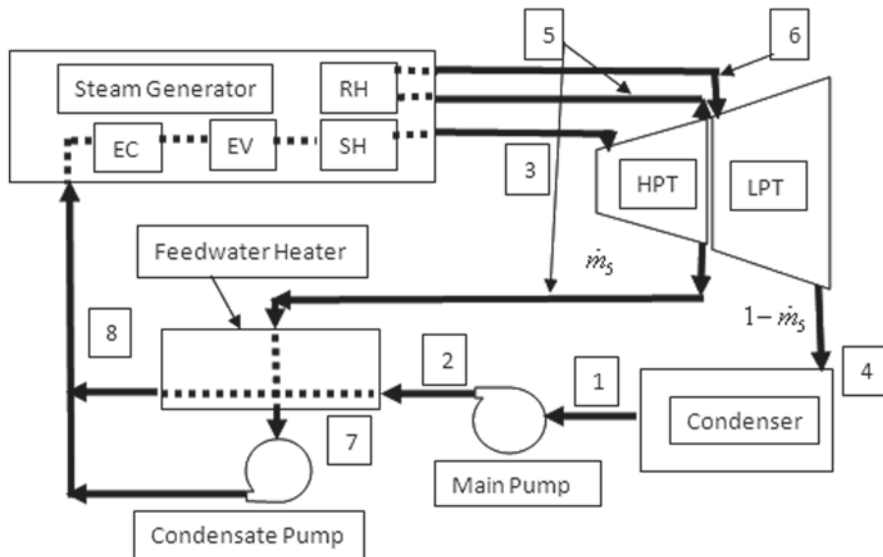 5
6
Steam Generator
RH
EC
EV
SH
3
HPT
LPT
Feedwater Heater
ṁ₅
1 − ṁ₅
8
2
1
4
Condenser
7
Main Pump
Condensate Pump